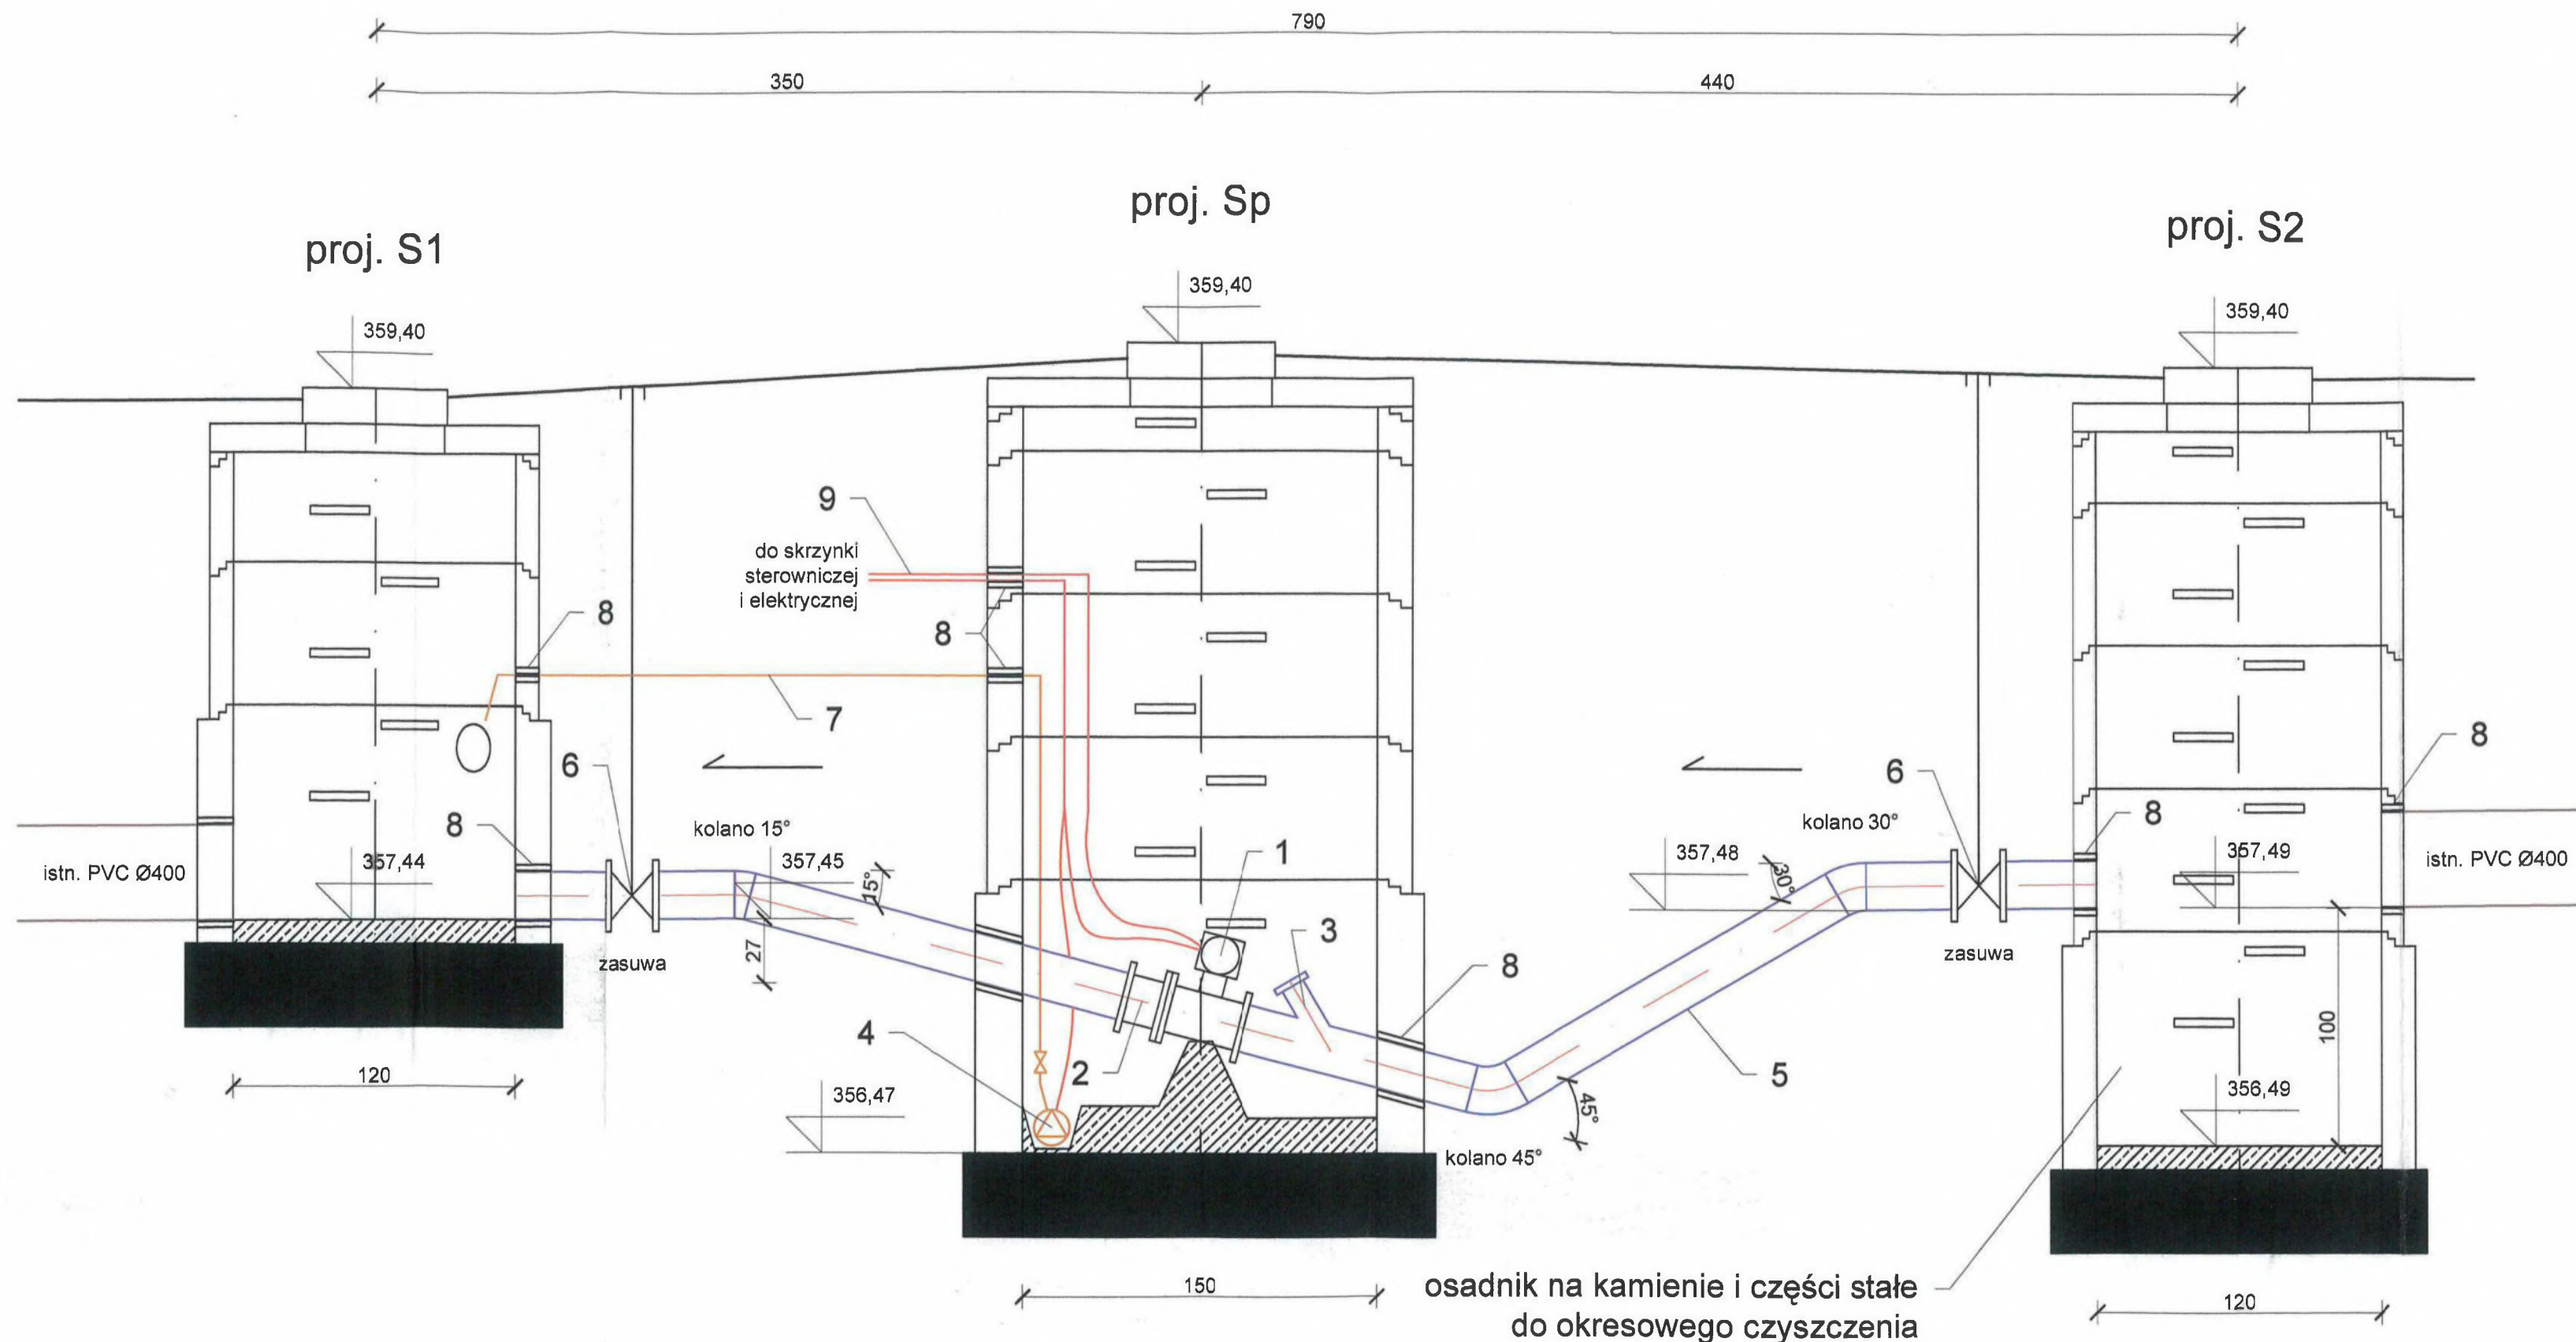 790
350
440
proj. S1
proj. Sp
proj. S2
359,40
359,40
359,40
9
do skrzynki
sterowniczej
i elektrycznej
8
8
7
6
8
kolano 15°
357,44
357,45
15°
istn. PVC Ø400
27
zasuwa
1
3
2
4
8
356,47
120
150
kolano 45°
45°
5
357,48
30°
kolano 30°
6
8
8
357,49
istn. PVC Ø400
zasuwa
100
356,49
120
osadnik na kamienie i części stałe
do okresowego czyszczenia